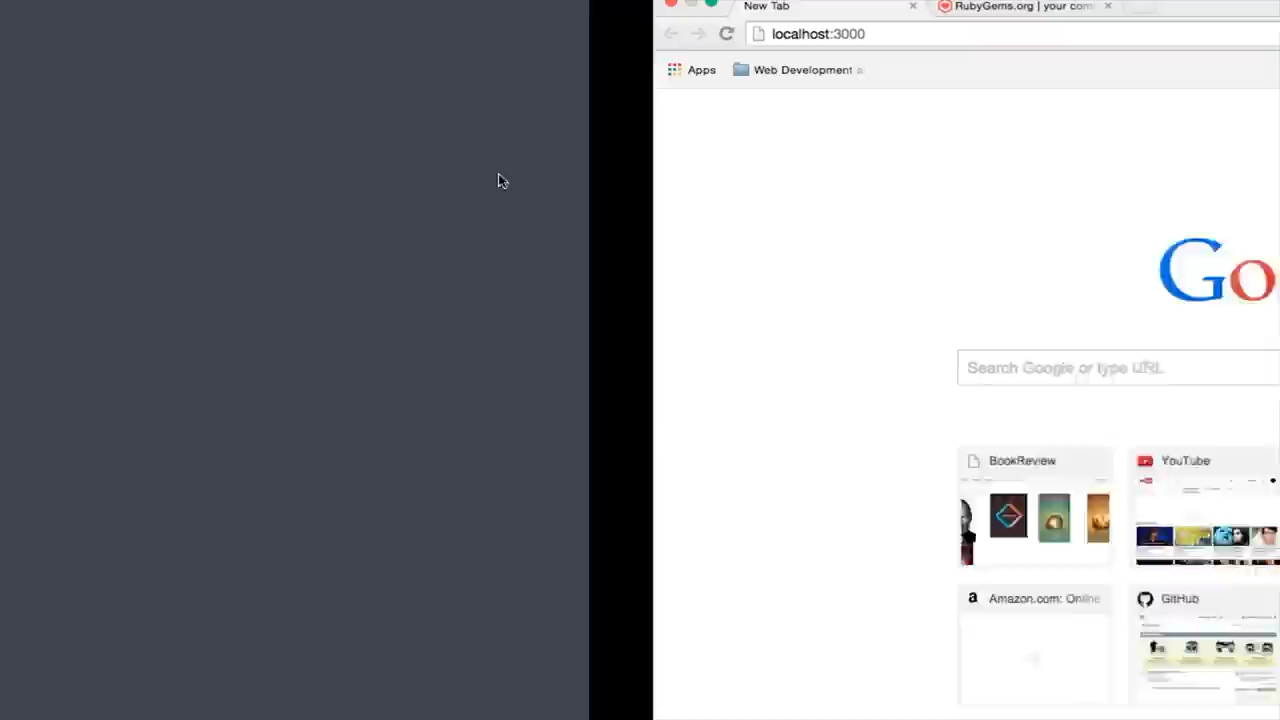 New Tab
RubyGems.org | your com
localhost:3000
Apps
Web Development
Go
Search Google or type URL
BookReview
YouTube
Amazon.com: Online
GitHub